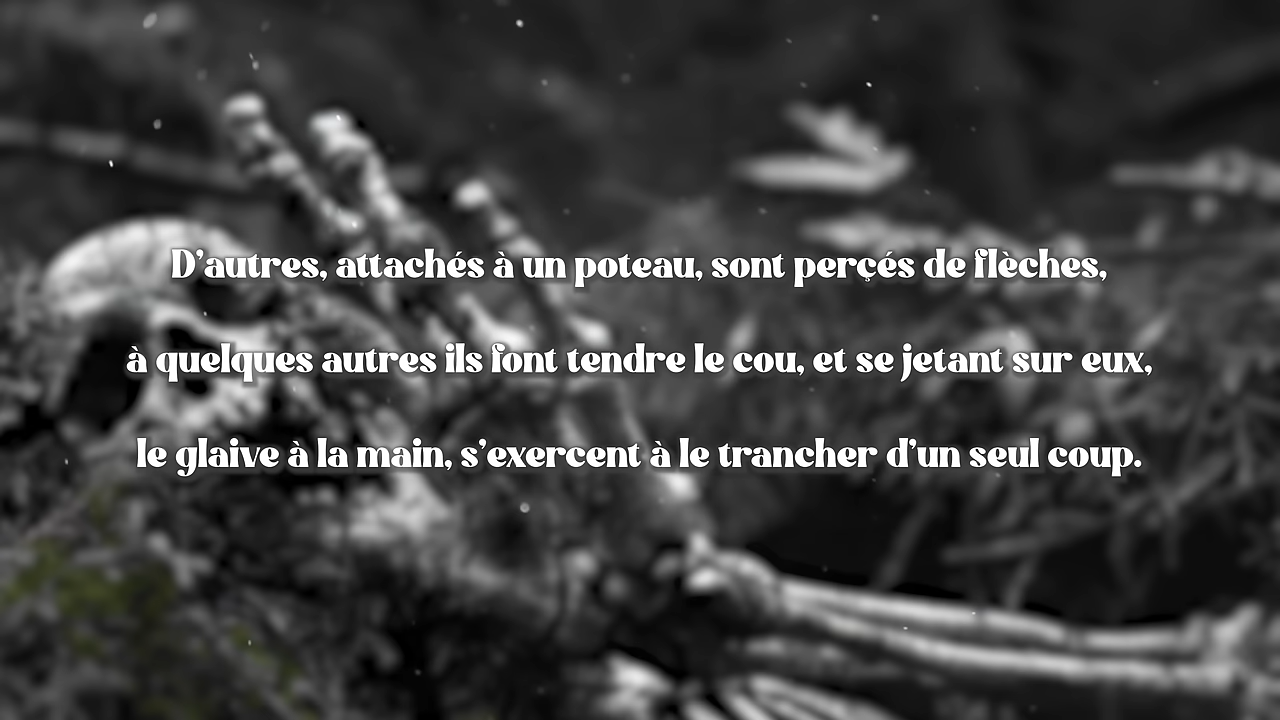 D’autres, attachés à un poteau, sont perçés de flèches,
à quelques autres ils font tendre le cou, et se jetant sur eux,
le glaive à la main, s’exercent à le trancher d’un seul coup.